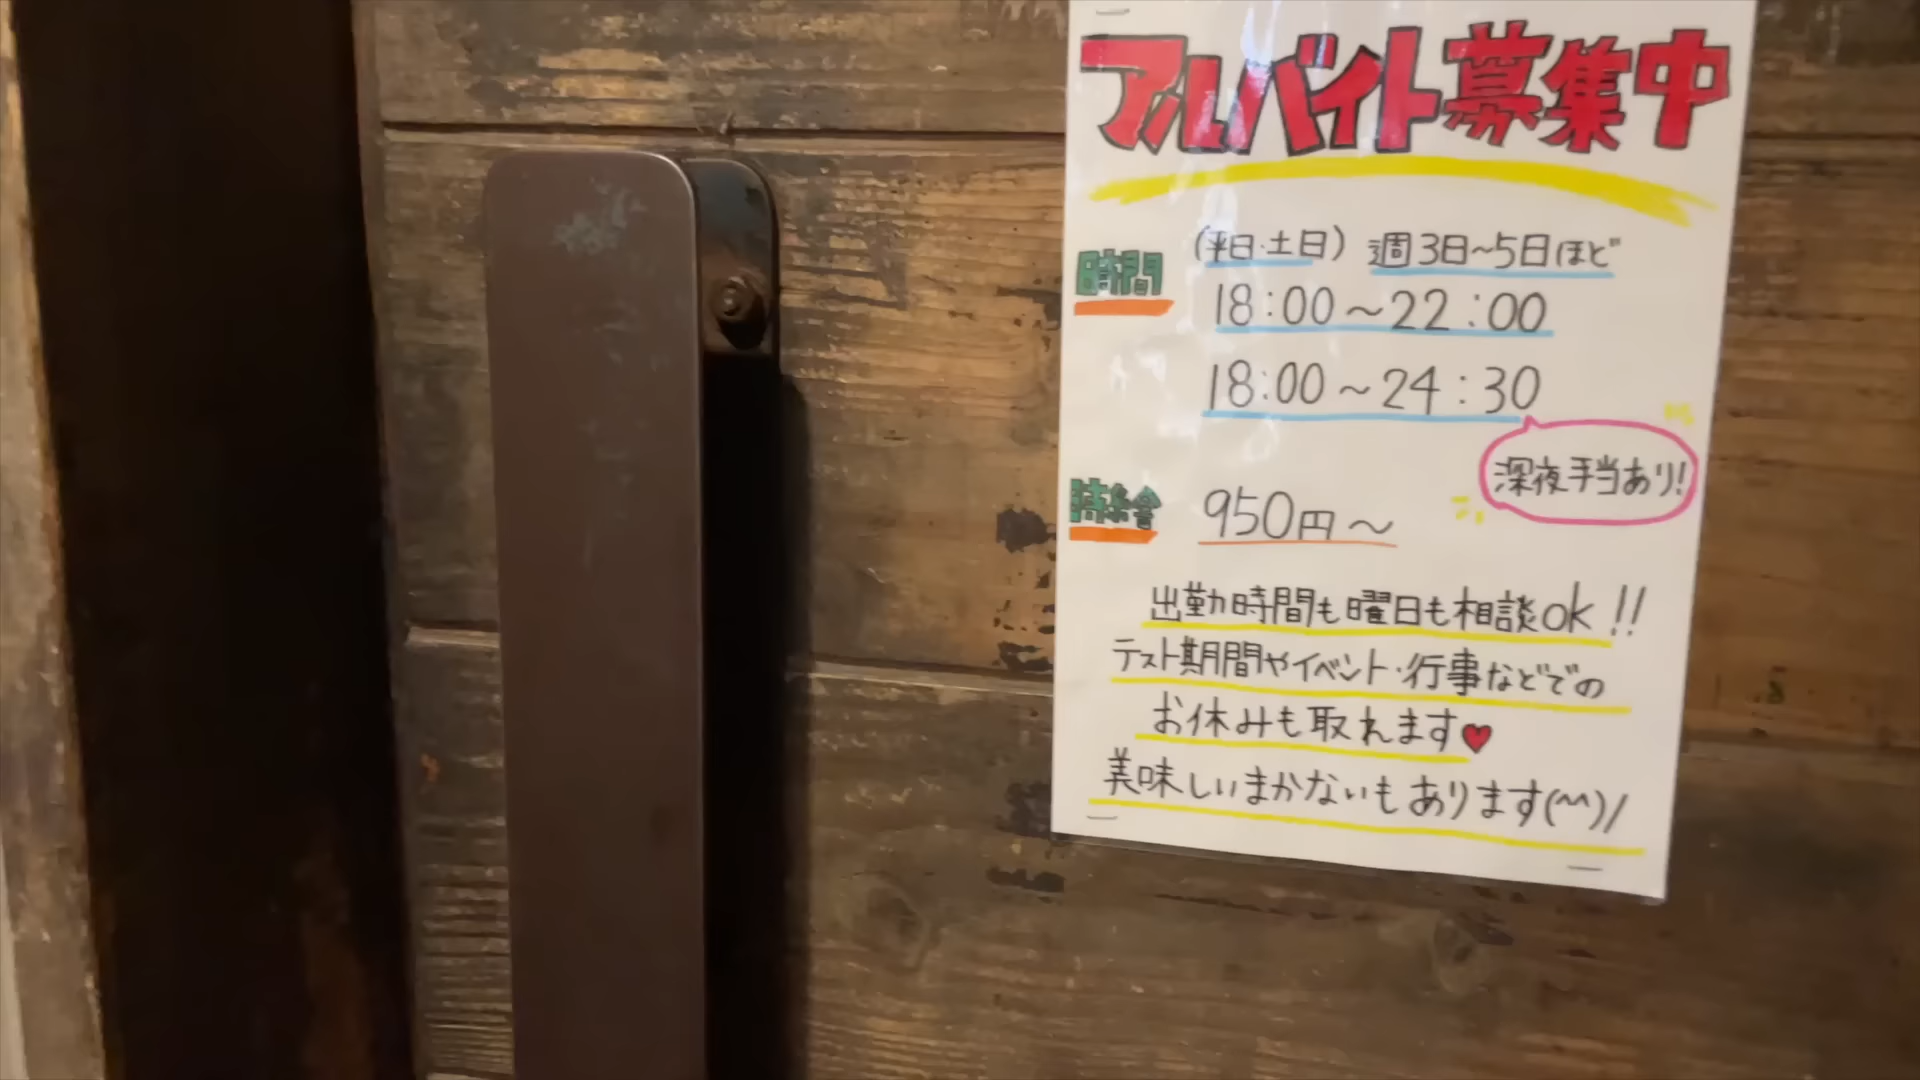 アルバイト募集中
時間 (平日・土日) 週3日～5日ほど
18:00～22:00
18:00～24:30
深夜手当あり!
時給 950円～
出勤時間も曜日も相談OK!!
テスト期間やイベント・行事などでの
お休みも取れます♥
美味しいまかないもあります(^^)/